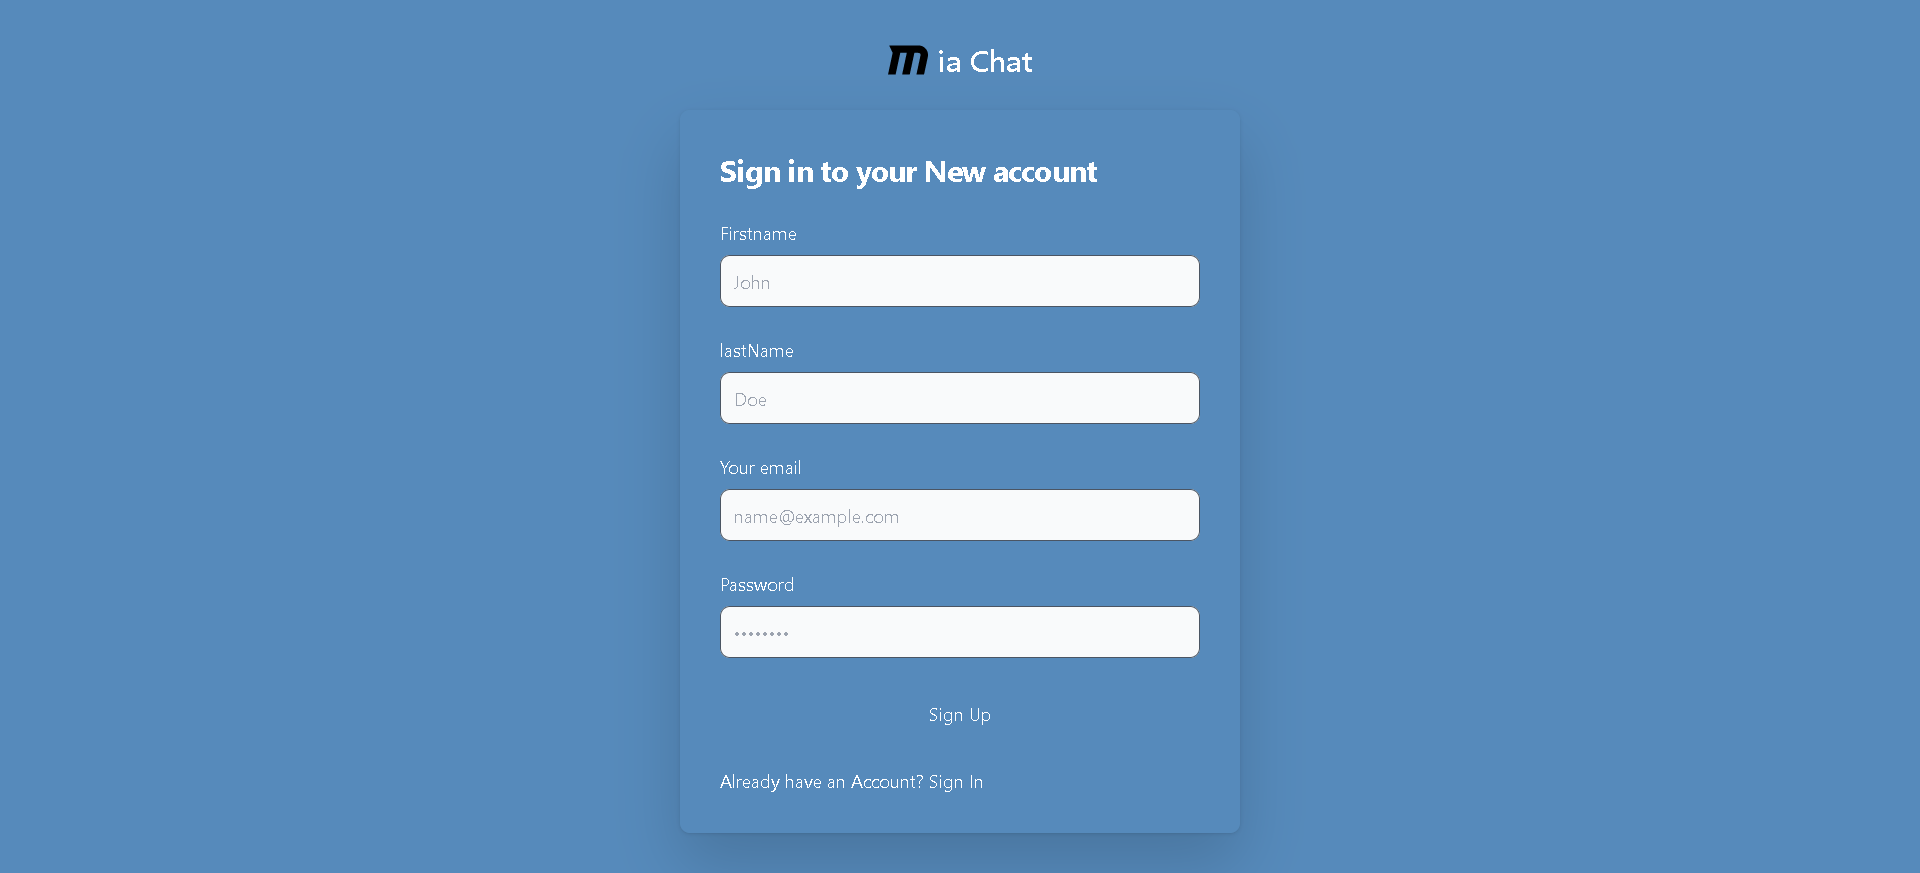 m ia Chat
Sign in to your New account
Firstname
John
lastName
Doe
Your email
name@example.com
Password
••••••••
Sign Up
Already have an Account? Sign In